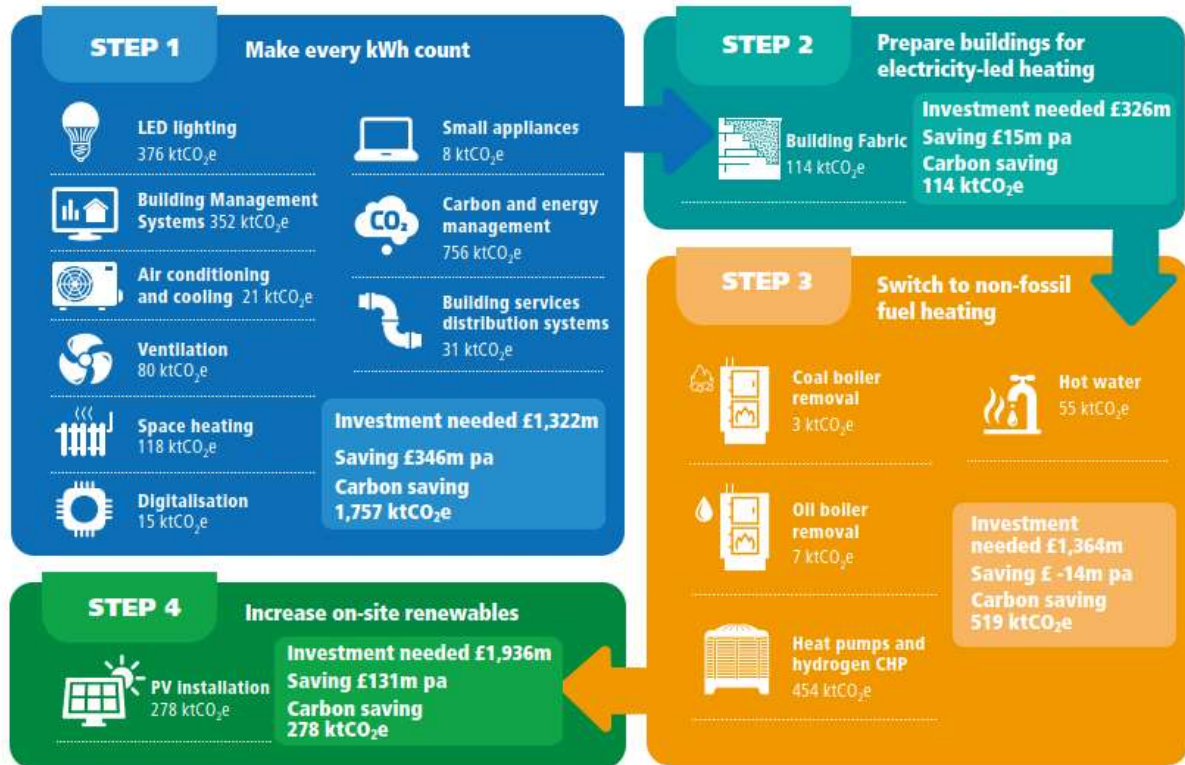 STEP 1
Make every kWh count
LED lighting
376 ktCO₂e
Building Management
Systems 352 ktCO₂e
Air conditioning
and cooling 21 ktCO₂e
Ventilation
80 ktCO₂e
Space heating
118 ktCO₂e
Digitalisation
15 ktCO₂e
Small appliances
8 ktCO₂e
CO₂
Carbon and energy
management
756 ktCO₂e
Building services
distribution systems
31 ktCO₂e
Investment needed £1,322m
Saving £346m pa
Carbon saving
1,757 ktCO₂e
STEP 2
Prepare buildings for
electricity-led heating
Building Fabric
114 ktCO₂e
Investment needed £326m
Saving £15m pa
Carbon saving
114 ktCO₂e
STEP 3
Switch to non-fossil
fuel heating
Coal boiler
removal
3 ktCO₂e
Oil boiler
removal
7 ktCO₂e
Heat pumps and
hydrogen CHP
454 ktCO₂e
Hot water
55 ktCO₂e
Investment
needed £1,364m
Saving £ -14m pa
Carbon saving
519 ktCO₂e
STEP 4
Increase on-site renewables
PV installation
278 ktCO₂e
Investment needed £1,936m
Saving £131m pa
Carbon saving
278 ktCO₂e